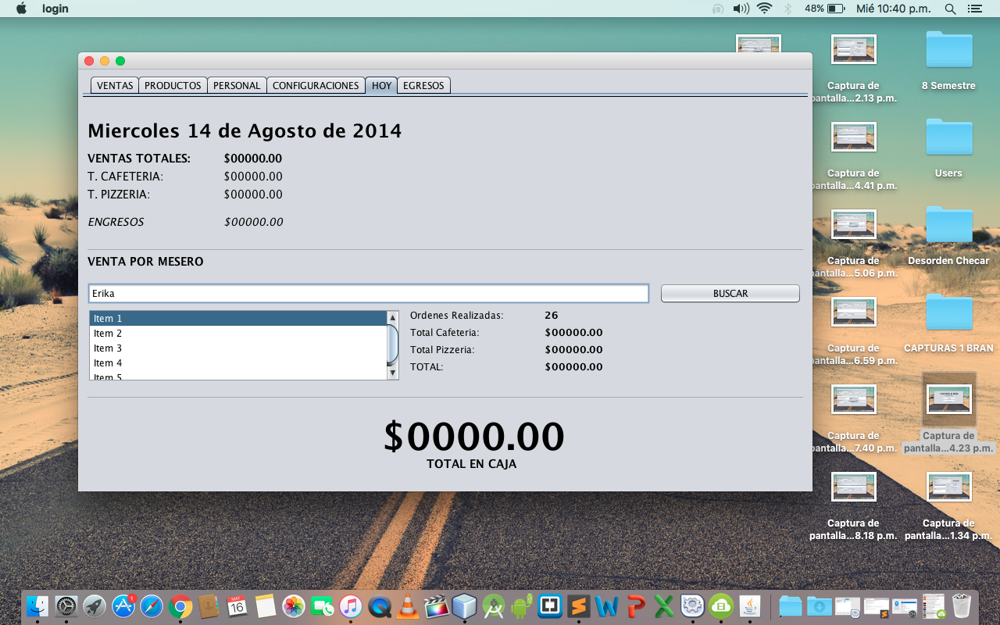 login 48% Mié 10:40 p.m.
VENTAS PRODUCTOS PERSONAL CONFIGURACIONES HOY EGRESOS
Miercoles 14 de Agosto de 2014
VENTAS TOTALES: $00000.00
T. CAFETERIA: $00000.00
T. PIZZERIA: $00000.00
ENGRESOS $00000.00
VENTA POR MESERO
Erika BUSCAR
Item 1
Item 2
Item 3
Item 4
Item 5
Ordenes Realizadas: 26
Total Cafeteria: $00000.00
Total Pizzeria: $00000.00
TOTAL: $00000.00
$0000.00
TOTAL EN CAJA
Captura de
pantalla...2.13 p.m.
8 Semestre
Captura de
pantalla...4.41 p.m.
Users
Captura de
pantalla...5.06 p.m.
Desorden Checar
Captura de
pantalla...6.59 p.m.
CAPTURAS 1 BRAN
Captura de
pantalla...7.40 p.m.
Captura de
pantalla...4.23 p.m.
Captura de
pantalla...8.18 p.m.
Captura de
pantalla...1.34 p.m.
MAY
16
1